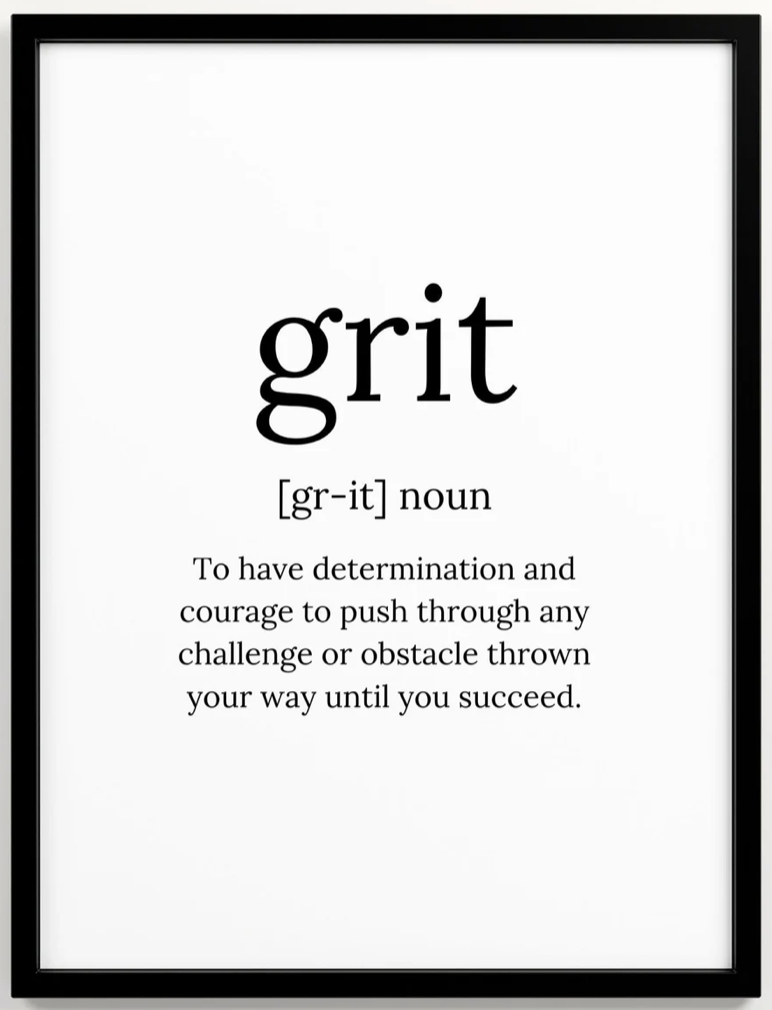 grit
[gr-it] noun
To have determination and
courage to push through any
challenge or obstacle thrown
your way until you succeed.